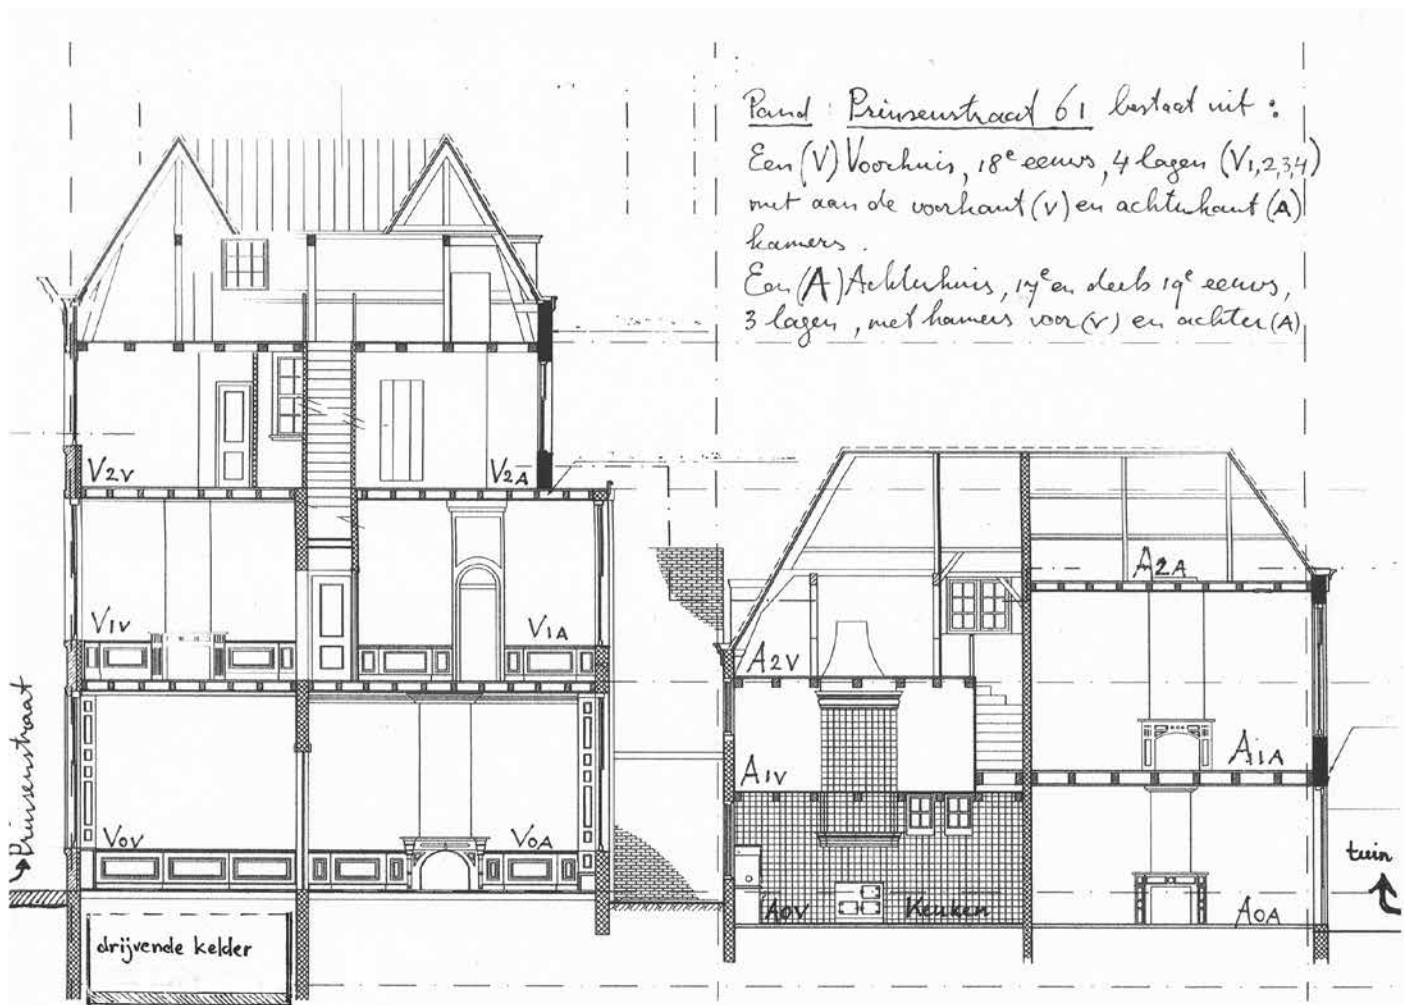 Pand : Prinsenstraat 61 bestaat uit :
Een (V) Voorhuis, 18e eeuws, 4 lagen (V1,2,3,4)
met aan de voorkant (V) en achterkant (A)
kamers .
Een (A) Achterhuis, 17e en deels 19e eeuws,
3 lagen, met kamers voor (V) en achter (A)
V2V
V2A
V1V
V1A
V0V
V0A
A2V
A2A
A1V
A1A
A0V
Keuken
A0A
Prinsenstraat
tuin
drijvende kelder